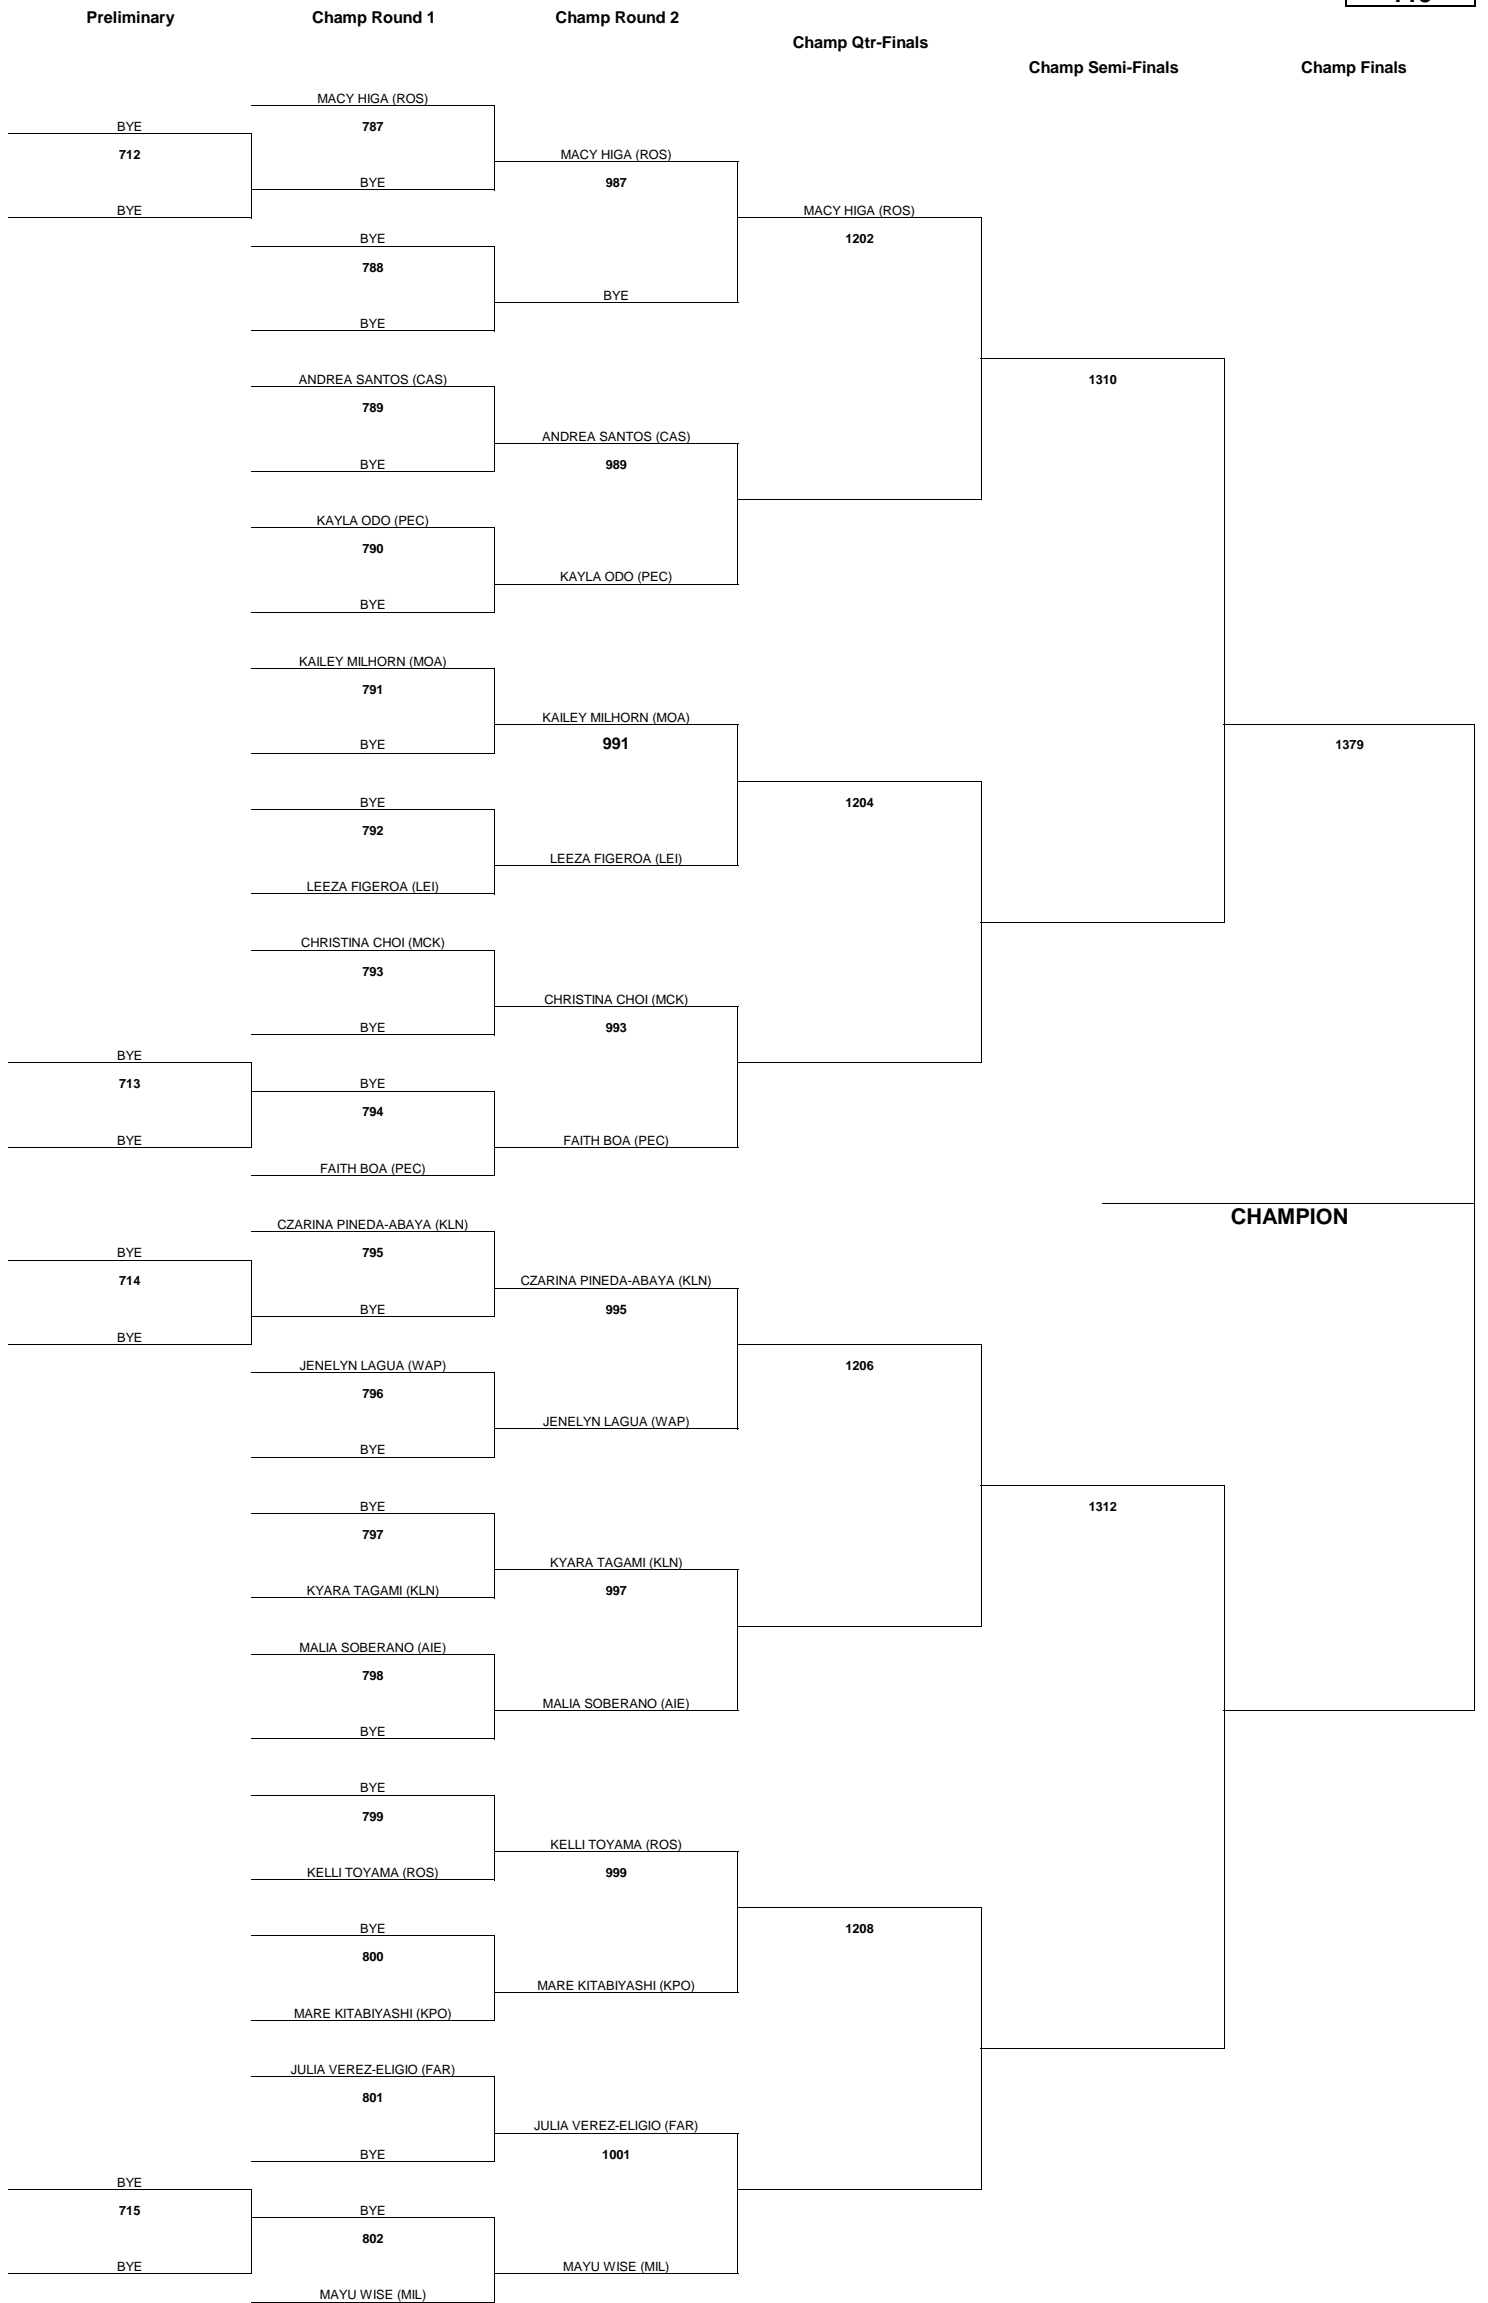 Preliminary
Champ Round 1
Champ Round 2
Champ Qtr-Finals
Champ Semi-Finals
Champ Finals
MACY HIGA (ROS)
BYE
787
712
MACY HIGA (ROS)
BYE
987
BYE
MACY HIGA (ROS)
BYE
1202
788
BYE
BYE
ANDREA SANTOS (CAS)
1310
789
ANDREA SANTOS (CAS)
BYE
989
KAYLA ODO (PEC)
790
KAYLA ODO (PEC)
BYE
KAILEY MILHORN (MOA)
791
KAILEY MILHORN (MOA)
BYE
991
1379
BYE
1204
792
LEEZA FIGEROA (LEI)
LEEZA FIGEROA (LEI)
CHRISTINA CHOI (MCK)
793
CHRISTINA CHOI (MCK)
BYE
993
BYE
713
BYE
794
BYE
FAITH BOA (PEC)
FAITH BOA (PEC)
CHAMPION
CZARINA PINEDA-ABAYA (KLN)
BYE
795
714
CZARINA PINEDA-ABAYA (KLN)
BYE
995
BYE
JENELYN LAGUA (WAP)
1206
796
JENELYN LAGUA (WAP)
BYE
BYE
1312
797
KYARA TAGAMI (KLN)
KYARA TAGAMI (KLN)
997
MALIA SOBERANO (AIE)
798
MALIA SOBERANO (AIE)
BYE
BYE
799
KELLI TOYAMA (ROS)
KELLI TOYAMA (ROS)
999
BYE
1208
800
MARE KITABIYASHI (KPO)
MARE KITABIYASHI (KPO)
JULIA VEREZ-ELIGIO (FAR)
801
JULIA VEREZ-ELIGIO (FAR)
BYE
1001
BYE
715
BYE
802
BYE
MAYU WISE (MIL)
MAYU WISE (MIL)